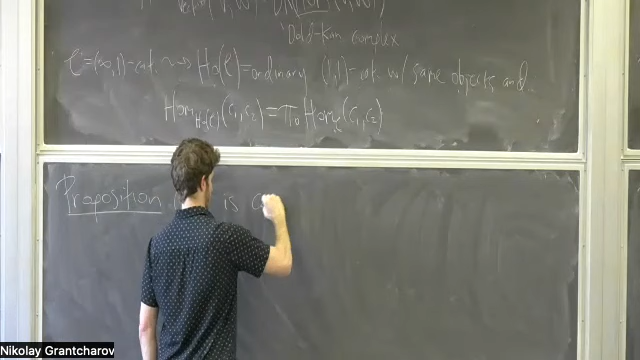 "Dold-Kan complex
C = (∞,1)-cat. ⇝ Ho(C) = ordinary (1,1)-cat. w/ same objects and
Hom_{Ho(C)}(c₁,c₂) = π₀ Hom_C(c₁,c₂)
Proposition is
Nikolay Grantcharov